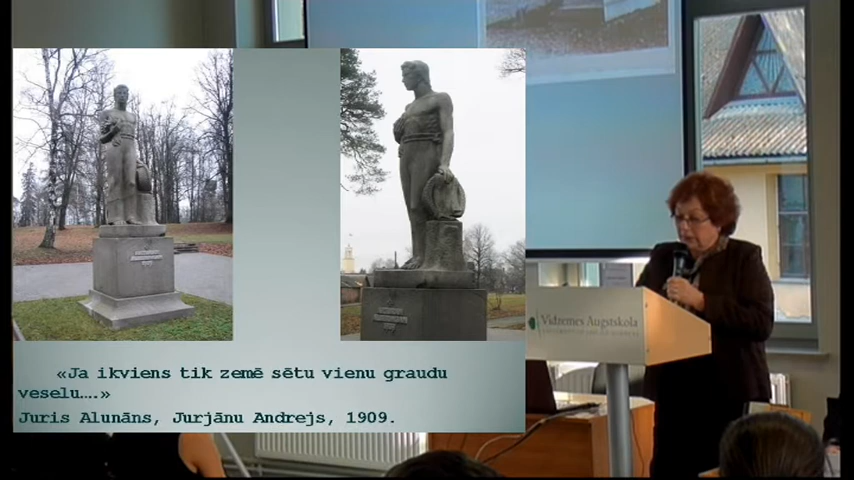 Vidzemes Augstskola
«Ja ikviens tik zemē sētu vienu graudu
veselu….»
Juris Alunāns, Jurjānu Andrejs, 1909.